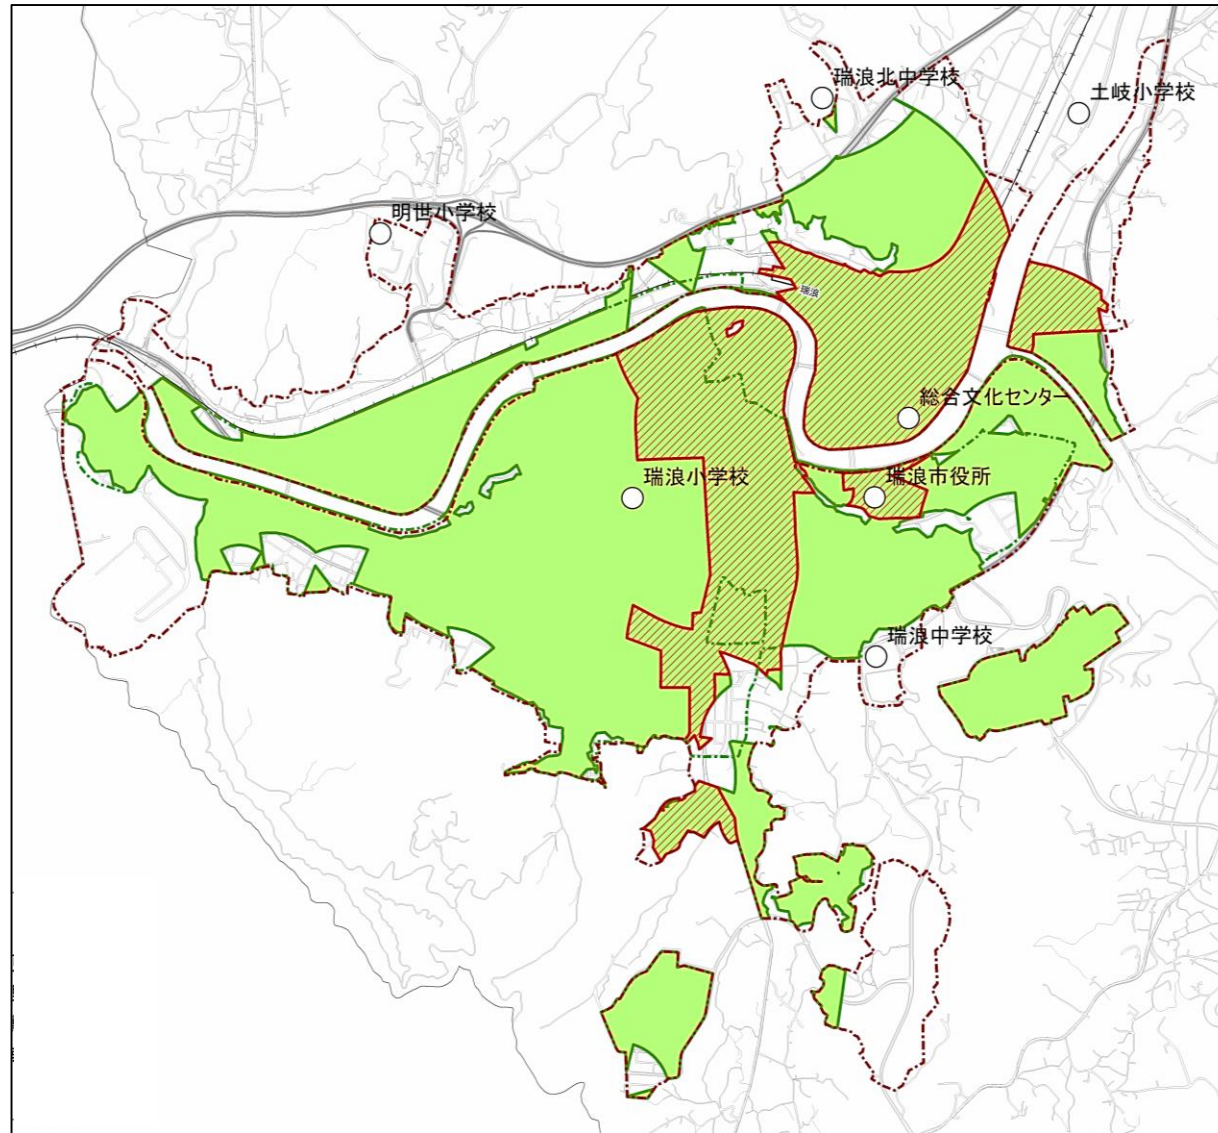 瑞浪北中学校
土岐小学校
明世小学校
瑞浪
総合文化センター
瑞浪小学校
瑞浪市役所
瑞浪中学校